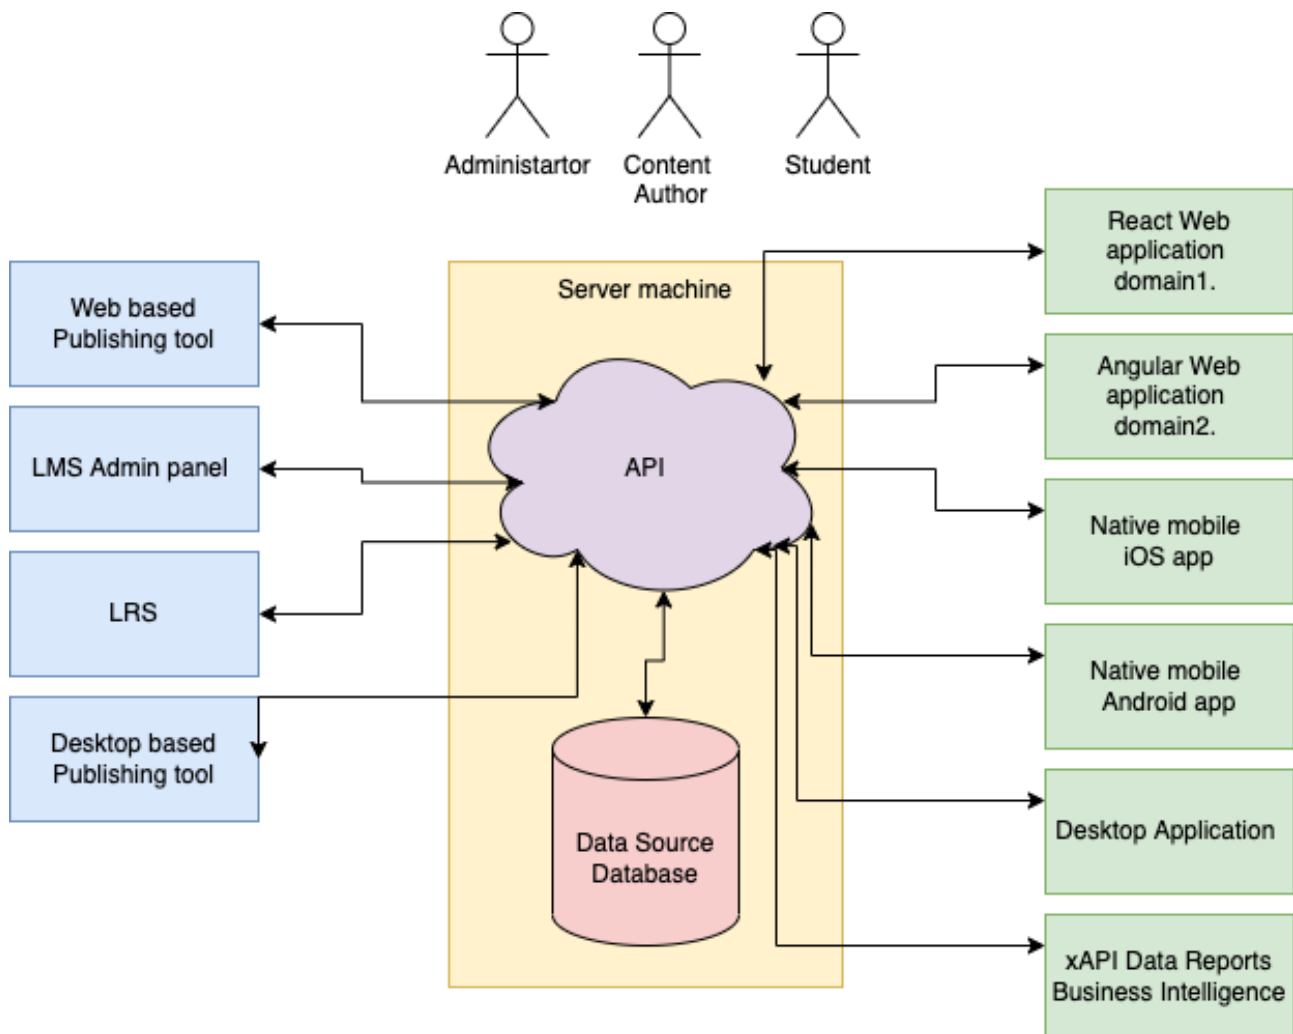 Administartor
Content
Author
Student
Server machine
API
Data Source
Database
Web based
Publishing tool
LMS Admin panel
LRS
Desktop based
Publishing tool
React Web
application
domain1.
Angular Web
application
domain2.
Native mobile
iOS app
Native mobile
Android app
Desktop Application
xAPI Data Reports
Business Intelligence